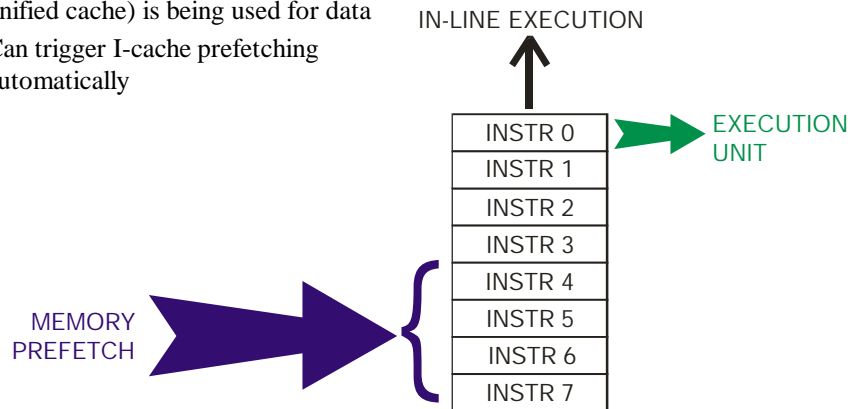 nified cache) is being used for data
Can trigger I-cache prefetching
utomatically
IN-LINE EXECUTION
INSTR 0
EXECUTION
UNIT
INSTR 1
INSTR 2
INSTR 3
INSTR 4
INSTR 5
INSTR 6
INSTR 7
MEMORY
PREFETCH